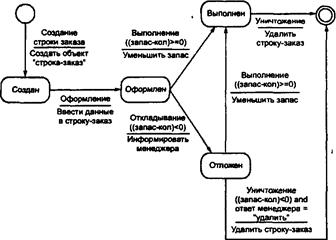 Создание
строки заказа
Создать объект
"строка-заказ"
Создан
Оформление
Ввести данные
в строку-заказ
Оформлен
Выполнение
((запас-кол)>=0)
Уменьшить запас
Выполнен
Уничтожение
Удалить
строку-заказ
Откладывание
((запас-кол)<0)
Информировать
менеджера
Выполнение
((запас-кол)>=0)
Уменьшить запас
Отложен
Уничтожение
((запас-кол)<0) and
ответ менеджера =
"удалить"
Удалить строку-заказ